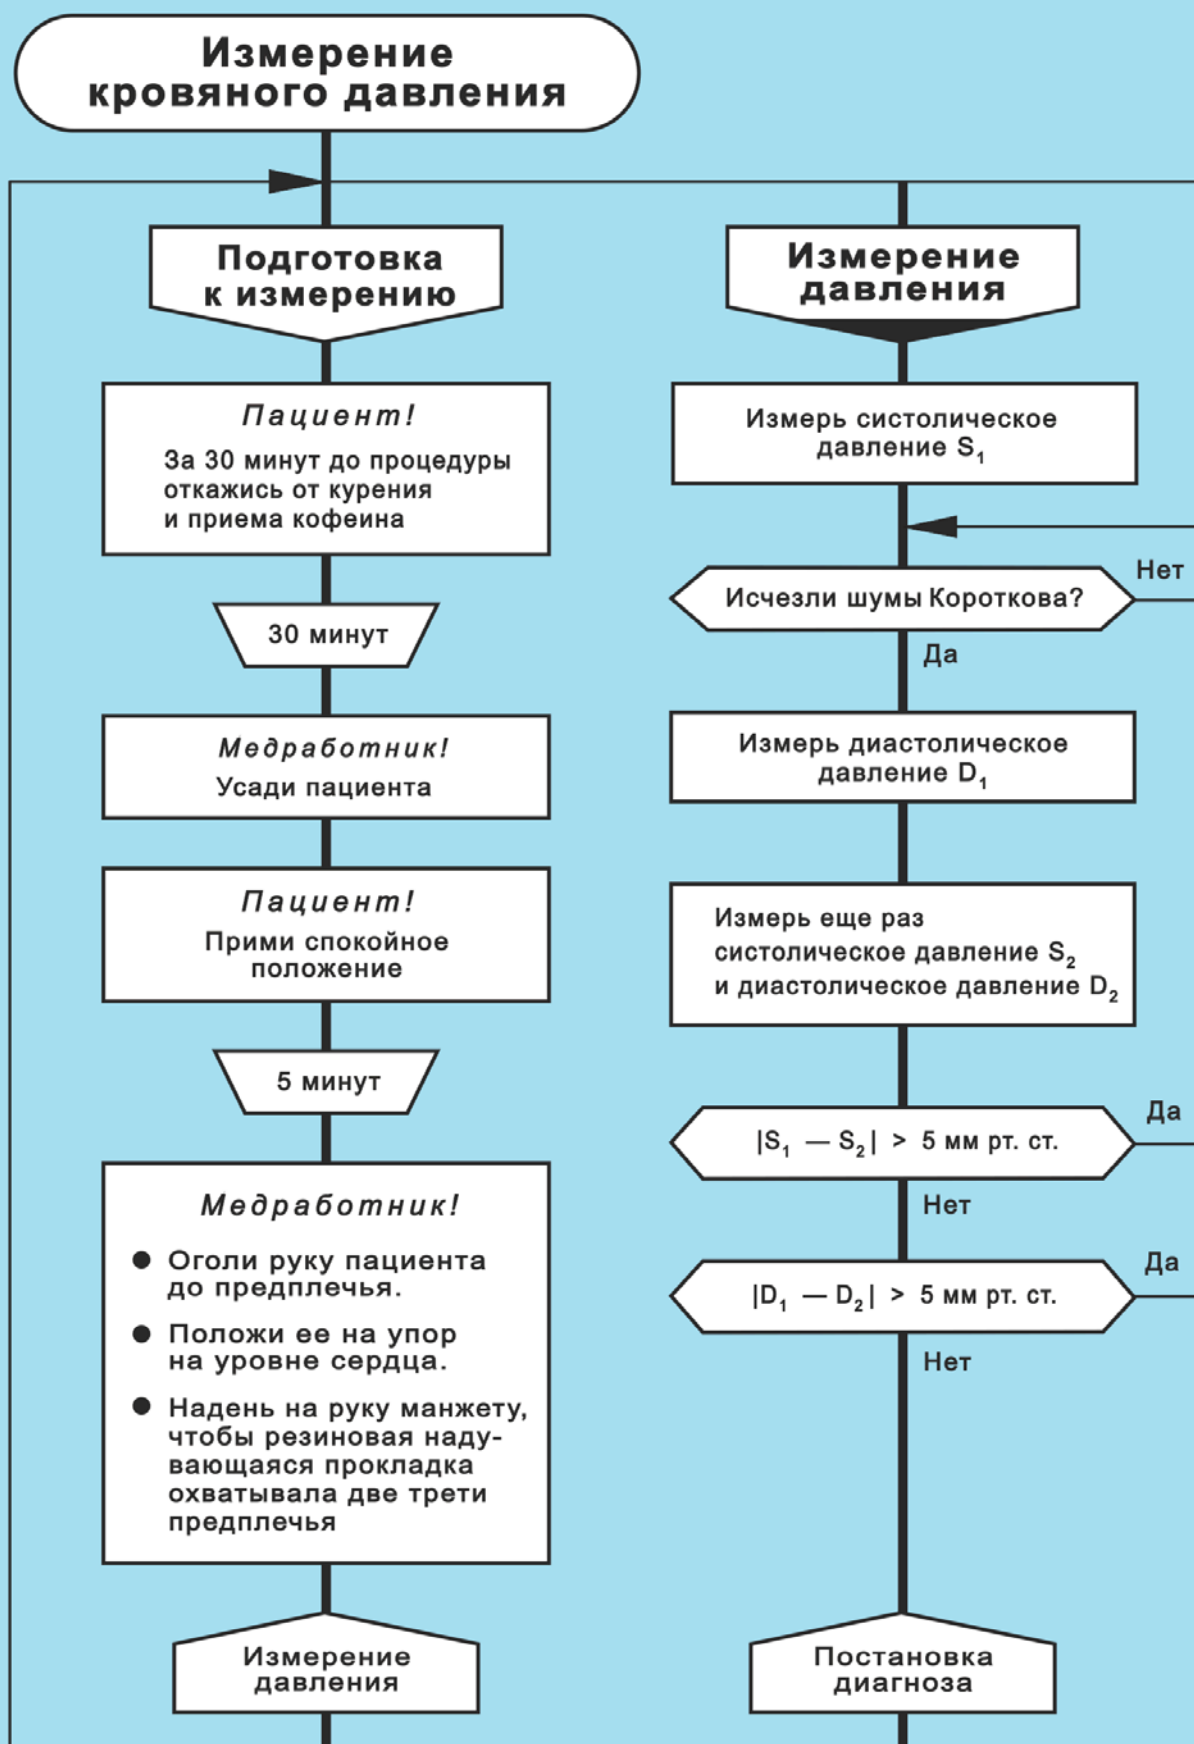 Измерение
кровяного давления
Подготовка
к измерению
Пациент!
За 30 минут до процедуры
откажись от курения
и приема кофеина
30 минут
Медработник!
Усади пациента
Пациент!
Прими спокойное
положение
5 минут
Медработник!
● Оголи руку пациента
до предплечья.
● Положи ее на упор
на уровне сердца.
● Надень на руку манжету,
чтобы резиновая наду-
вающаяся прокладка
охватывала две трети
предплечья
Измерение
давления
Измерение
давления
Измерь систолическое
давление S₁
Исчезли шумы Короткова?
Нет
Да
Измерь диастолическое
давление D₁
Измерь еще раз
систолическое давление S₂
и диастолическое давление D₂
|S₁ — S₂| > 5 мм рт. ст.
Да
Нет
|D₁ — D₂| > 5 мм рт. ст.
Да
Нет
Постановка
диагноза